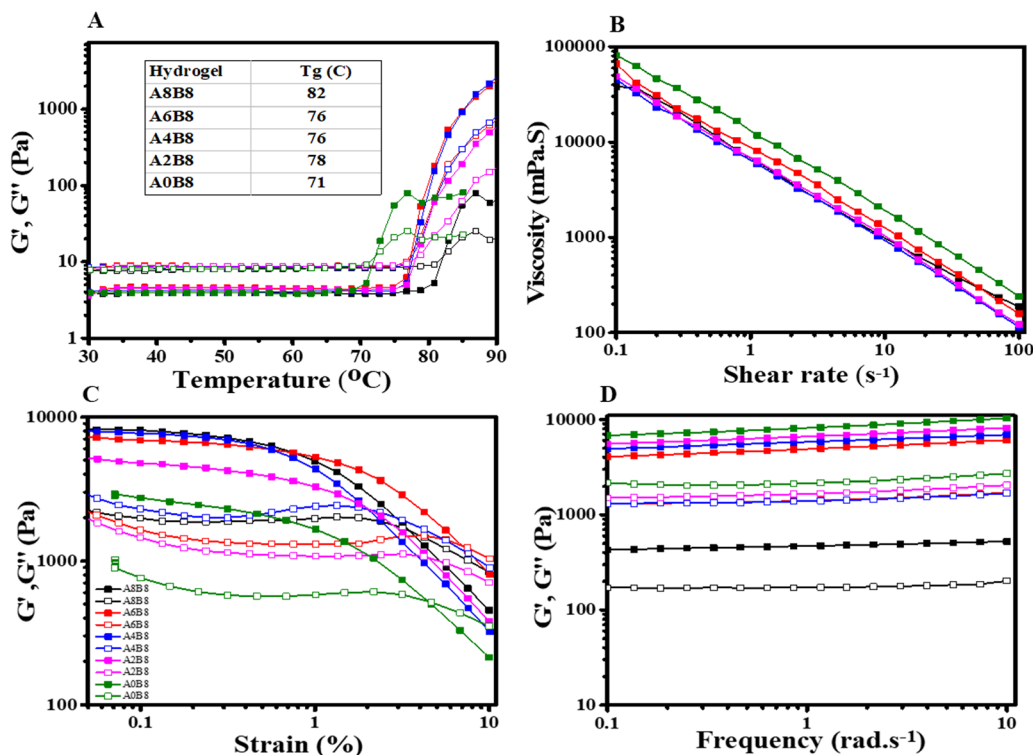 A
G', G'' (Pa)
1000
100
10
1
Hydrogel Tg (C)
A8B8 82
A6B8 76
A4B8 76
A2B8 78
A0B8 71
30 40 50 60 70 80 90
Temperature (⁰C)
B
Viscosity (mPa.S)
100000
10000
1000
100
0.1 1 10 100
Shear rate (s-1)
C
G', G'' (Pa)
10000
1000
100
A8B8
A8B8
A6B8
A6B8
A4B8
A4B8
A2B8
A2B8
A0B8
A0B8
0.1 1 10
Strain (%)
D
G', G'' (Pa)
10000
1000
100
10
0.1 1 10
Frequency (rad.s-1)